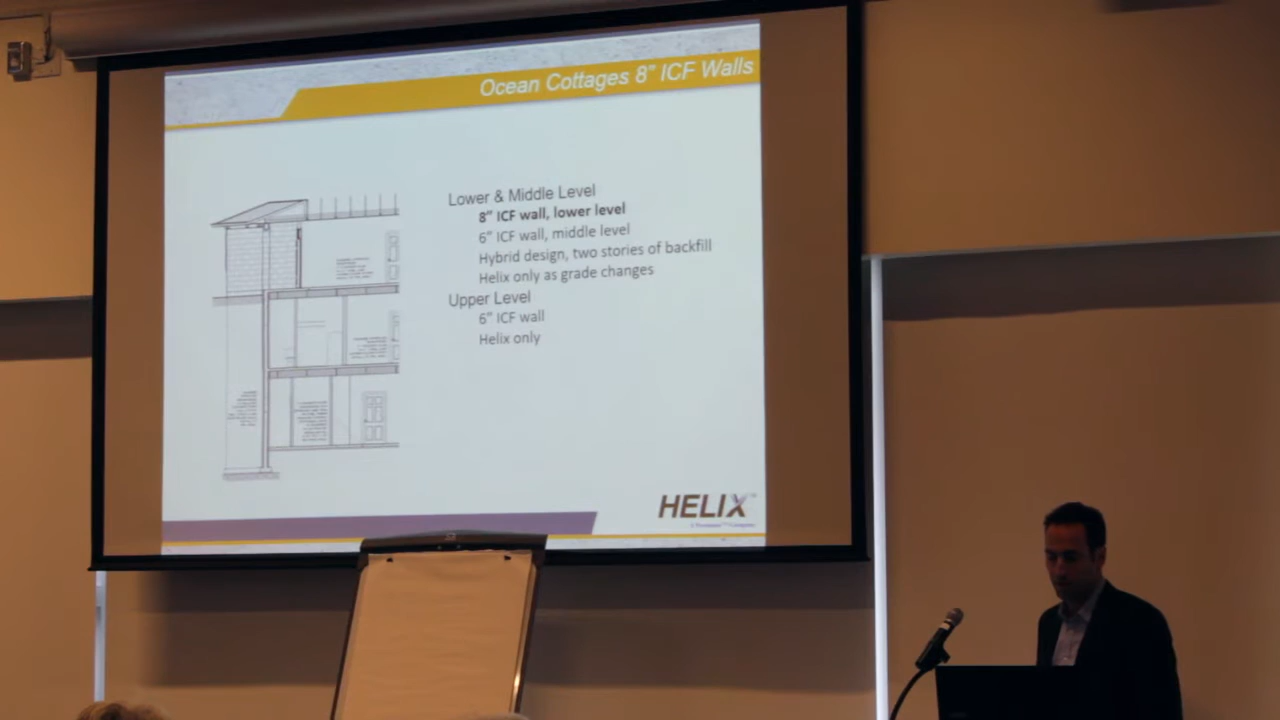 Ocean Cottages 8" ICF Walls
Lower & Middle Level
8" ICF wall, lower level
6" ICF wall, middle level
Hybrid design, two stories of backfill
Helix only as grade changes
Upper Level
6" ICF wall
Helix only
HELIX™